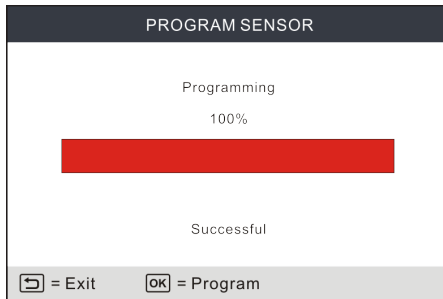 PROGRAM SENSOR
Programming
100%
Successful
= Exit OK = Program